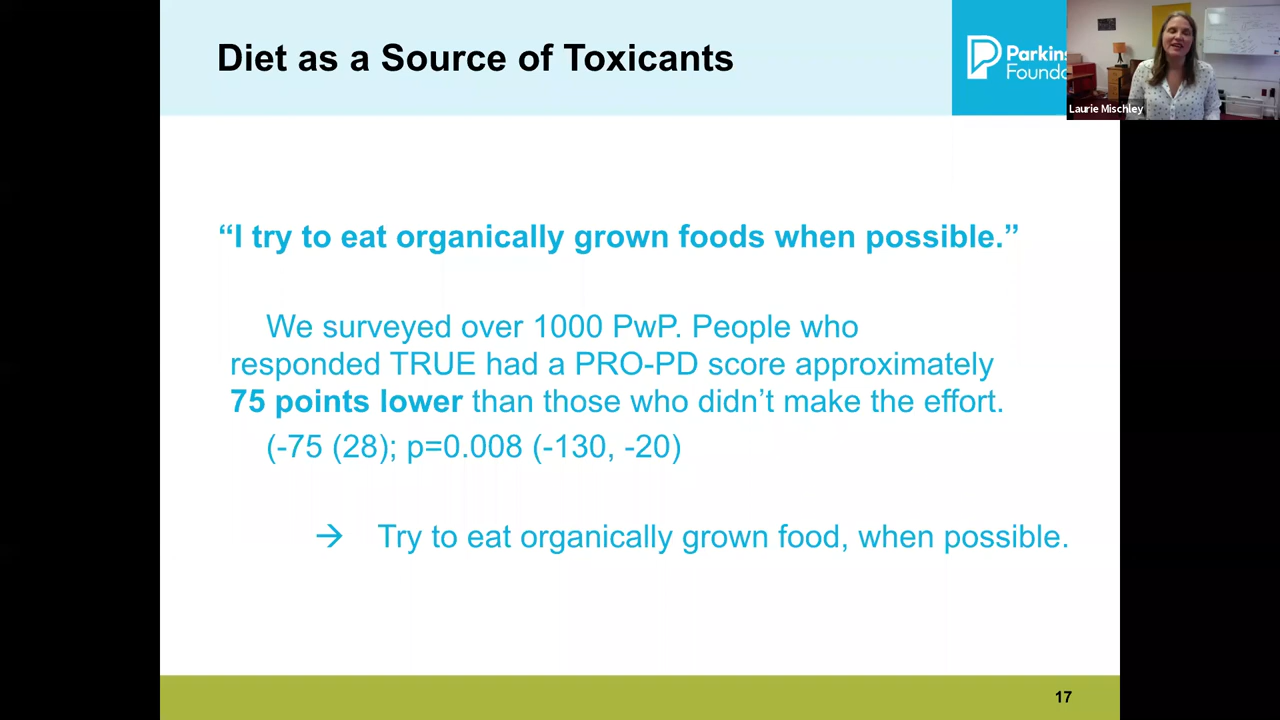 Diet as a Source of Toxicants
Parkins
Founda
Laurie Mischley
“I try to eat organically grown foods when possible.”
We surveyed over 1000 PwP. People who
responded TRUE had a PRO-PD score approximately
75 points lower than those who didn’t make the effort.
(-75 (28); p=0.008 (-130, -20)
→ Try to eat organically grown food, when possible.
17